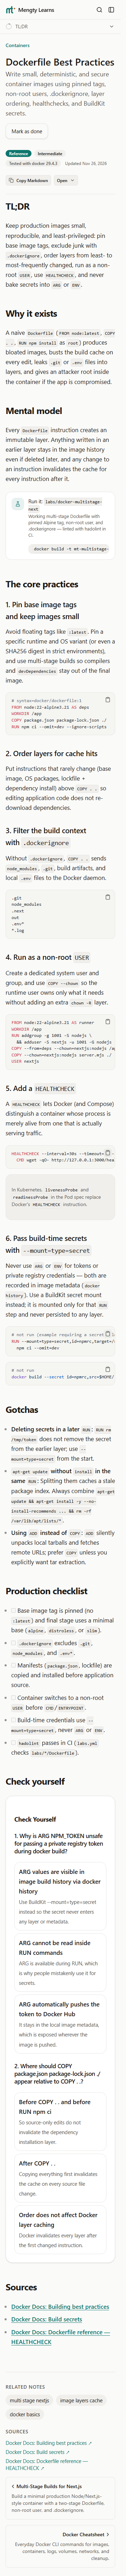 Mengty Learns
TL;DR
Containers
Dockerfile Best Practices
Write small, deterministic, and secure
container images using pinned tags,
non-root users, .dockerignore, layer
ordering, healthchecks, and BuildKit
secrets.
Mark as done
Reference
Intermediate
Updated Nov 26, 2026
Copy Markdown
Open
TL;DR
Keep production images small,
reproducible, and least-privileged: pin
base image tags, exclude junk with
.dockerignore, order layers from least- to
most-frequently changed, run as a non-
root USER, use HEALTHCHECK, and never
bake secrets into ARG or ENV.
Why it exists
A naive Dockerfile (FROM node:latest, COPY
. ., RUN npm install as root) produces
bloated images, busts the build cache on
every edit, leaks .git or .env files into
layers, and gives an attacker root inside
the container if the app is compromised.
Mental model
Every Dockerfile instruction creates an
immutable layer. Anything written in an
earlier layer stays in the image history
even if deleted later, and any change to
an instruction invalidates the cache for
every instruction after it.
Run it: labs/docker-multistage-
next
Working multi-stage Dockerfile with
pinned alpine tag, non-root user, and
.dockerignore — linted with hadolint in
CI.
docker build -t mt-multistage-
The core practices
1. Pin base image tags
and keep images small
Avoid floating tags like :latest. Pin a
specific runtime and OS variant (or even a
SHA256 digest in strict environments),
and use multi-stage builds so compilers
and devDependencies stay out of the final
image.
# syntax=docker/dockerfile:1
FROM node:22-alpine3.21 AS deps
WORKDIR /app
COPY package.json package-lock.json ./
RUN npm ci --omit=dev --ignore-scripts
2. Order layers for cache hits
Put instructions that rarely change (base
image, OS packages, lockfile +
dependency install) above COPY . . so
editing application code does not re-
download dependencies.
3. Filter the build context
with .dockerignore
Without .dockerignore, COPY . . sends
node_modules, .git, build artifacts, and
local .env files to the Docker daemon.
.git
node_modules
.next
out
.env*
*.log
4. Run as a non-root USER
Create a dedicated system user and
group, and use COPY --chown so the
runtime user owns only what it needs
without adding an extra chown -R layer.
FROM node:22-alpine3.21 AS runner
WORKDIR /app
RUN addgroup -g 1001 -S nodejs \
&& adduser -S nextjs -u 1001 -G nodejs
COPY --from=deps --chown=nextjs:nodejs /a
COPY --chown=nextjs:nodejs server.mjs ./
USER nextjs
5. Add a HEALTHCHECK
A HEALTHCHECK lets Docker (and Compose)
distinguish a container whose process is
merely alive from one that is actually
serving traffic.
HEALTHCHECK --interval=30s --timeout=
CMD wget -qO- http://127.0.0.1:3000/hea
In Kubernetes, livenessProbe and
readinessProbe in the Pod spec replace
Docker's HEALTHCHECK instruction.
6. Pass build-time secrets
with --mount=type=secret
Never use ARG or ENV for tokens or
private registry credentials — both are
recorded in image metadata (docker
history). Use a BuildKit secret mount
instead; it is mounted only for that RUN
step and never persisted in any layer.
# not run (example requiring a secret
RUN --mount=type=secret,id=npmrc,target=/
npm ci --omit=dev
# not run
docker build --secret id=npmrc,src=$HOME/
Gotchas
Deleting secrets in a later RUN: RUN rm
/tmp/token does not remove the secret
from the earlier layer; use --
mount=type=secret from the start.
apt-get update without install in the
same RUN: Splitting them caches a stale
package index. Always combine apt-get
update && apt-get install -y --no-
install-recommends ... && rm -rf
/var/lib/apt/lists/*.
Using ADD instead of COPY: ADD silently
unpacks local tarballs and fetches
remote URLs; prefer COPY unless you
explicitly want tar extraction.
Production checklist
Base image tag is pinned (no
:latest) and final stage uses a minimal
base (alpine, distroless, or slim).
.dockerignore excludes .git,
node_modules, and .env*.
Manifests (package.json, lockfile) are
copied and installed before application
source.
Container switches to a non-root
USER before CMD / ENTRYPOINT.
Build-time credentials use --
mount=type=secret, never ARG or ENV.
hadolint passes in CI (labs.yml
checks labs/*/Dockerfile).
Check yourself
Check Yourself
1. Why is ARG NPM_TOKEN unsafe
for passing a private registry token
during docker build?
ARG values are visible in
image build history via docker
history
Use BuildKit --mount=type=secret
instead so the secret never enters
any layer or metadata.
ARG cannot be read inside
RUN commands
ARG is available during RUN, which
is why people mistakenly use it for
secrets.
ARG automatically pushes the
token to Docker Hub
It stays in the local image metadata,
but is exposed wherever the
image is pushed.
2. Where should COPY
package.json package-lock.json ./
appear relative to COPY . .?
Before COPY . . and before
RUN npm ci
So source-only edits do not
invalidate the dependency
installation layer.
After COPY . .
Copying everything first invalidates
the cache on every source file
change.
Order does not affect Docker
layer caching
Docker invalidates every layer after
the first changed instruction.
Sources
Docker Docs: Building best practices
Docker Docs: Build secrets
Docker Docs: Dockerfile reference —
HEALTHCHECK
RELATED NOTES
multi stage nextjs
images layers cache
docker basics
SOURCES
Docker Docs: Building best practices ↗
Docker Docs: Build secrets ↗
Docker Docs: Dockerfile reference —
HEALTHCHECK ↗
Multi-Stage Builds for Next.js
Build a minimal production Node/Next.js-
style container with a two-stage Dockerfile,
non-root user, and .dockerignore.
Docker Cheatsheet
Everyday Docker CLI commands for images,
containers, logs, volumes, networks, and
cleanup.